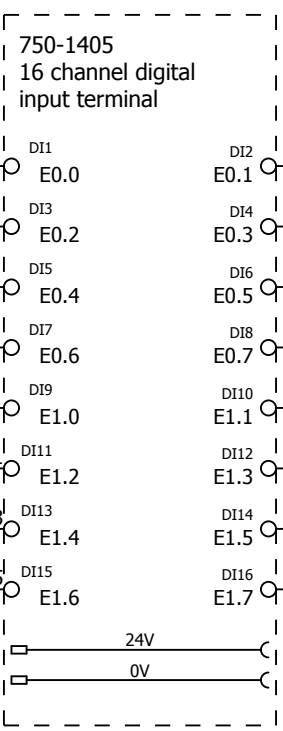 750-1405
16 channel digital
input terminal
DI1 DI2
E0.0 E0.1
DI3 DI4
E0.2 E0.3
DI5 DI6
E0.4 E0.5
DI7 DI8
E0.6 E0.7
DI9 DI10
E1.0 E1.1
DI11 DI12
E1.2 E1.3
DI13 DI14
E1.4 E1.5
DI15 DI16
E1.6 E1.7
24V
0V